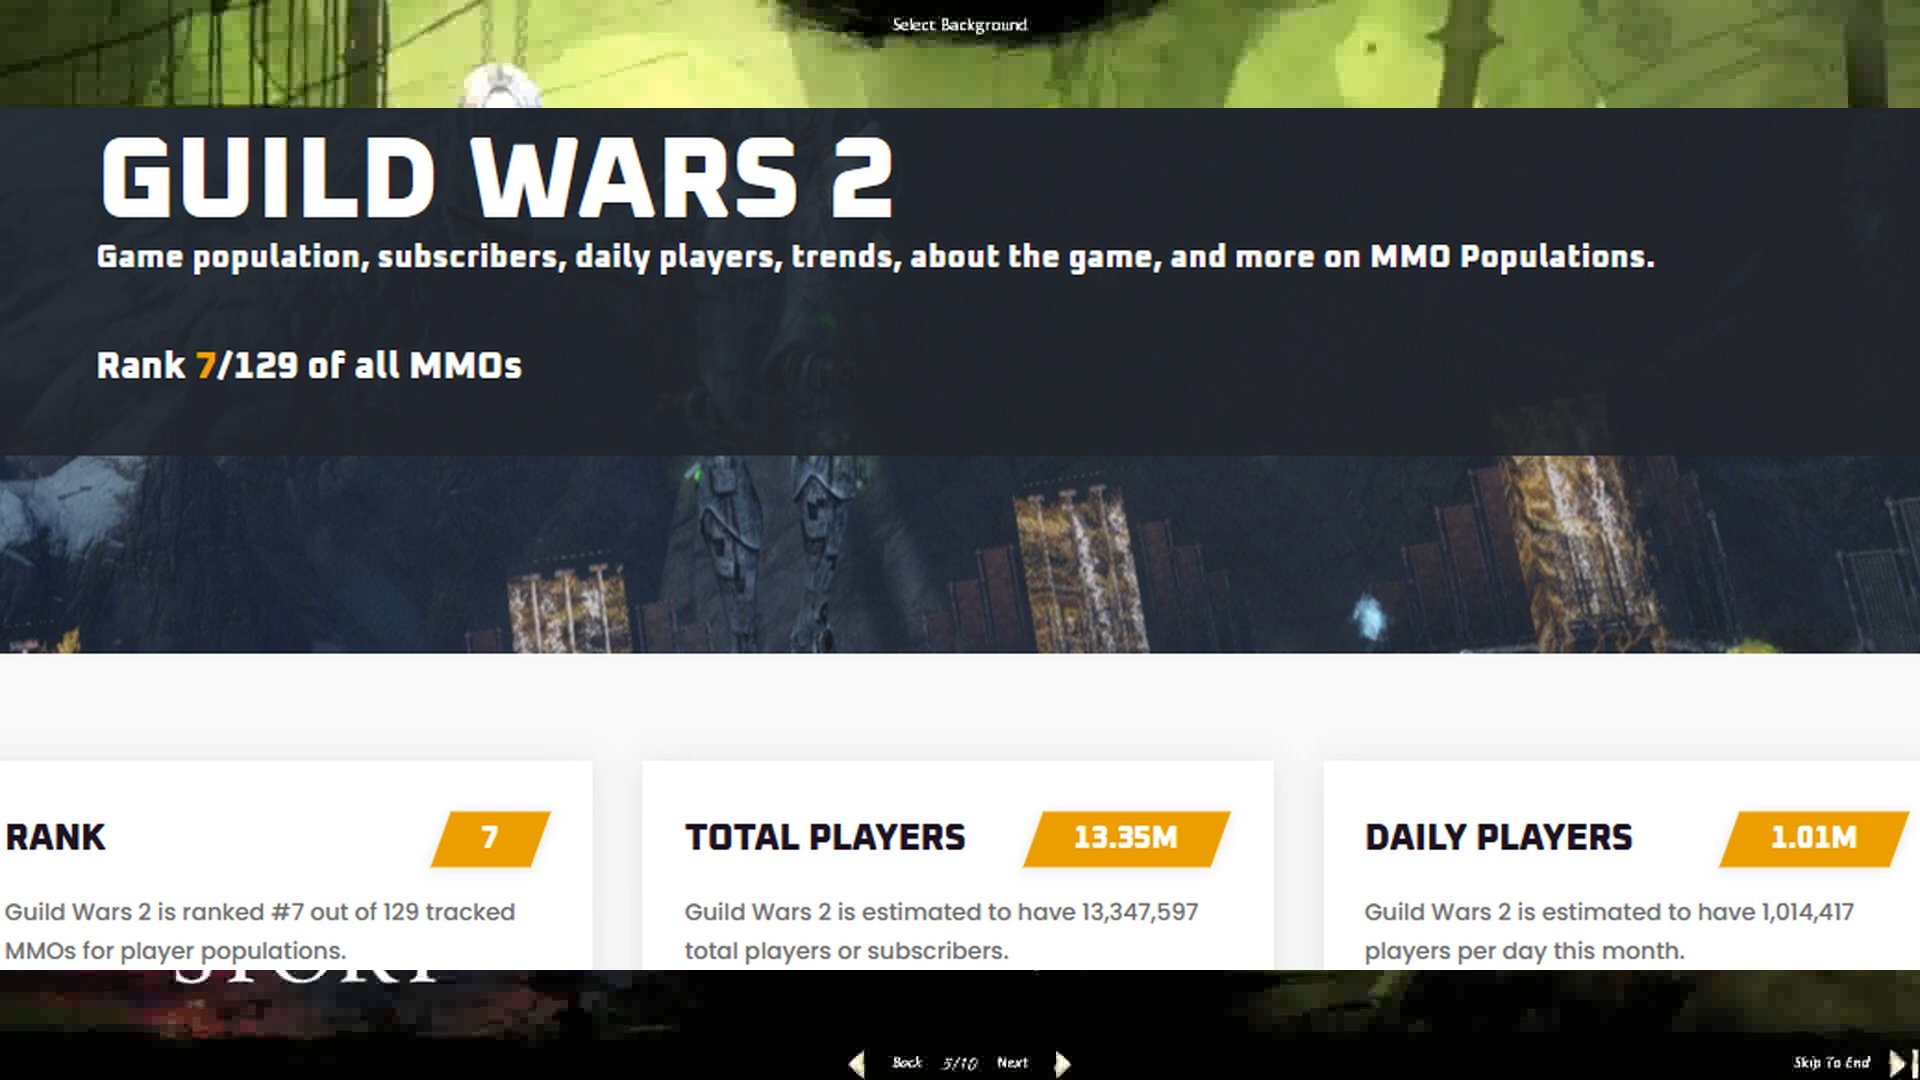 Select Background
GUILD WARS 2
Game population, subscribers, daily players, trends, about the game, and more on MMO Populations.
Rank 7/129 of all MMOs
RANK
7
Guild Wars 2 is ranked #7 out of 129 tracked
MMOs for player populations.
TOTAL PLAYERS
13.35M
Guild Wars 2 is estimated to have 13,347,597
total players or subscribers.
DAILY PLAYERS
1.01M
Guild Wars 2 is estimated to have 1,014,417
players per day this month.
STORY
Back 5/10 Next
Skip To End